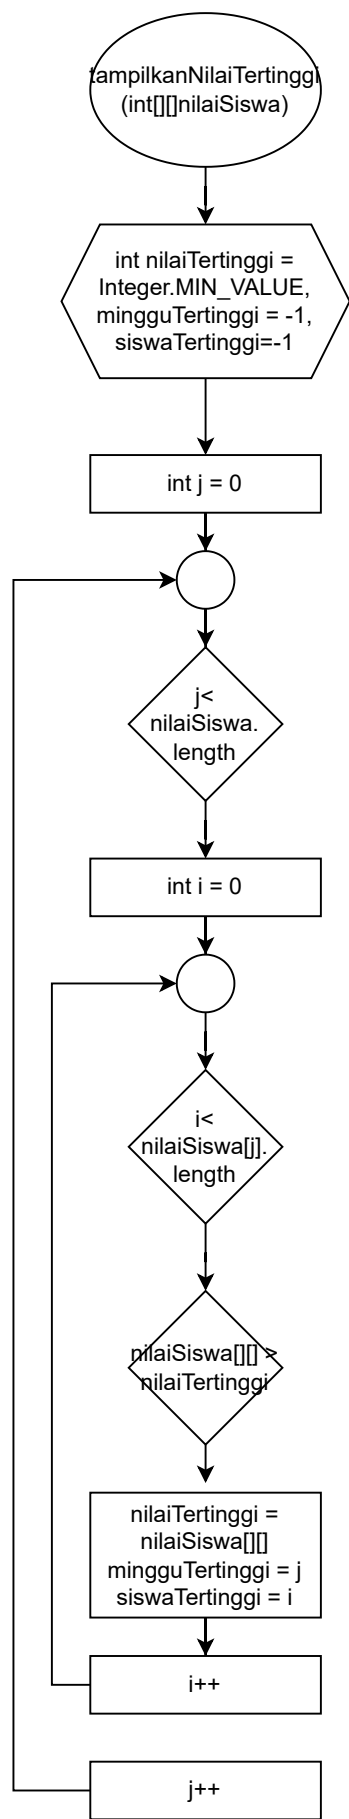 tampilkanNilaiTertinggi
(int[][]nilaiSiswa)
int nilaiTertinggi =
Integer.MIN_VALUE,
mingguTertinggi = -1,
siswaTertinggi=-1
int j = 0
j<
nilaiSiswa.
length
int i = 0
i<
nilaiSiswa[j].
length
nilaiSiswa[][] >
nilaiTertinggi
nilaiTertinggi =
nilaiSiswa[][]
mingguTertinggi = j
siswaTertinggi = i
i++
j++